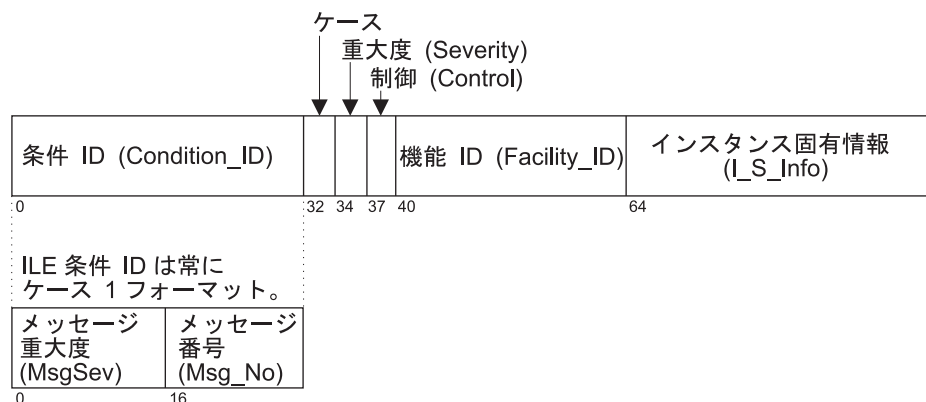 ケース
重大度 (Severity)
制御 (Control)
条件 ID (Condition_ID)
機能 ID (Facility_ID)
インスタンス固有情報
(I_S_Info)
0
32
34
37
40
64
ILE 条件 ID は常に
ケース 1 フォーマット。
メッセージ
重大度
(MsgSev)
メッセージ
番号
(Msg_No)
0
16